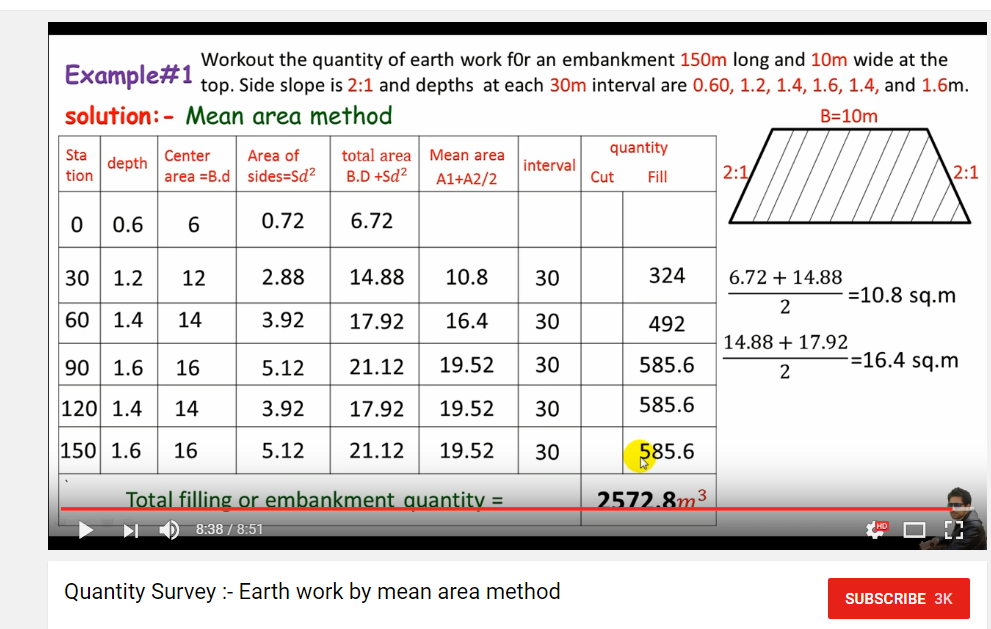 Example#1 Workout the quantity of earth work f0r an embankment 150m long and 10m wide at the
top. Side slope is 2:1 and depths at each 30m interval are 0.60, 1.2, 1.4, 1.6, 1.4, and 1.6m.
solution:- Mean area method
B=10m
2:1 2:1
Sta tion depth Center area =B.d Area of sides=Sd² total area B.D +Sd² Mean area A1+A2/2 interval quantity Cut Fill
0 0.6 6 0.72 6.72
30 1.2 12 2.88 14.88 10.8 30 324
60 1.4 14 3.92 17.92 16.4 30 492
90 1.6 16 5.12 21.12 19.52 30 585.6
120 1.4 14 3.92 17.92 19.52 30 585.6
150 1.6 16 5.12 21.12 19.52 30 585.6
Total filling or embankment quantity = 2572.8m³
6.72 + 14.88
2
=10.8 sq.m
14.88 + 17.92
2
=16.4 sq.m
8:38 / 8:51
HD
Quantity Survey :- Earth work by mean area method
SUBSCRIBE 3K